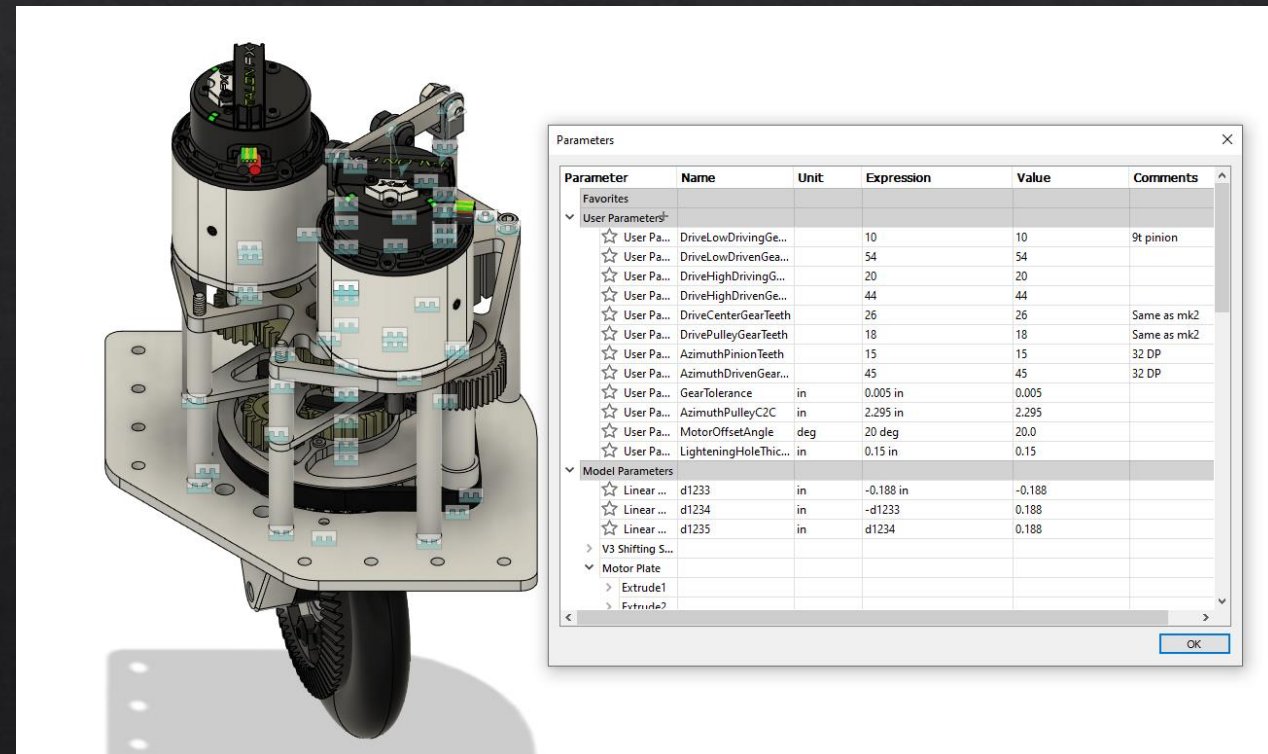 TALON FX
Parameters
Parameter Name Unit Expression Value Comments
Favorites
User Parameters
User Pa... DriveLowDrivingGe... 10 10 9t pinion
User Pa... DriveLowDrivenGea... 54 54
User Pa... DriveHighDrivingG... 20 20
User Pa... DriveHighDrivenGe... 44 44
User Pa... DriveCenterGearTeeth 26 26 Same as mk2
User Pa... DrivePulleyGearTeeth 18 18 Same as mk2
User Pa... AzimuthPinionTeeth 15 15 32 DP
User Pa... AzimuthDrivenGear... 45 45 32 DP
User Pa... GearTolerance in 0.005 in 0.005
User Pa... AzimuthPulleyC2C in 2.295 in 2.295
User Pa... MotorOffsetAngle deg 20 deg 20.0
User Pa... LighteningHoleThic... in 0.15 in 0.15
Model Parameters
Linear ... d1233 in -0.188 in -0.188
Linear ... d1234 in -d1233 0.188
Linear ... d1235 in d1234 0.188
V3 Shifting S...
Motor Plate
Extrude1
Extrude2
OK